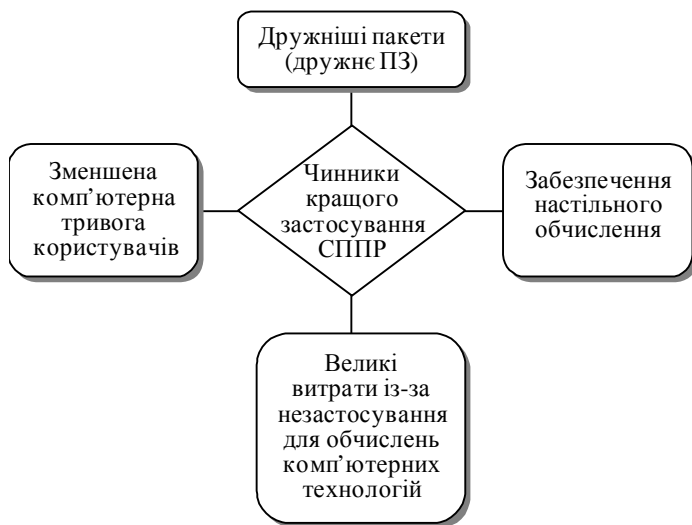 Дружніші пакети
(дружнє ПЗ)
Зменшена
комп’ютерна
тривога
користувачів
Чинники
кращого
застосування
СППР
Забезпечення
настільного
обчислення
Великі
витрати із-за
незастосування
для обчислень
комп’ютерних
технологій